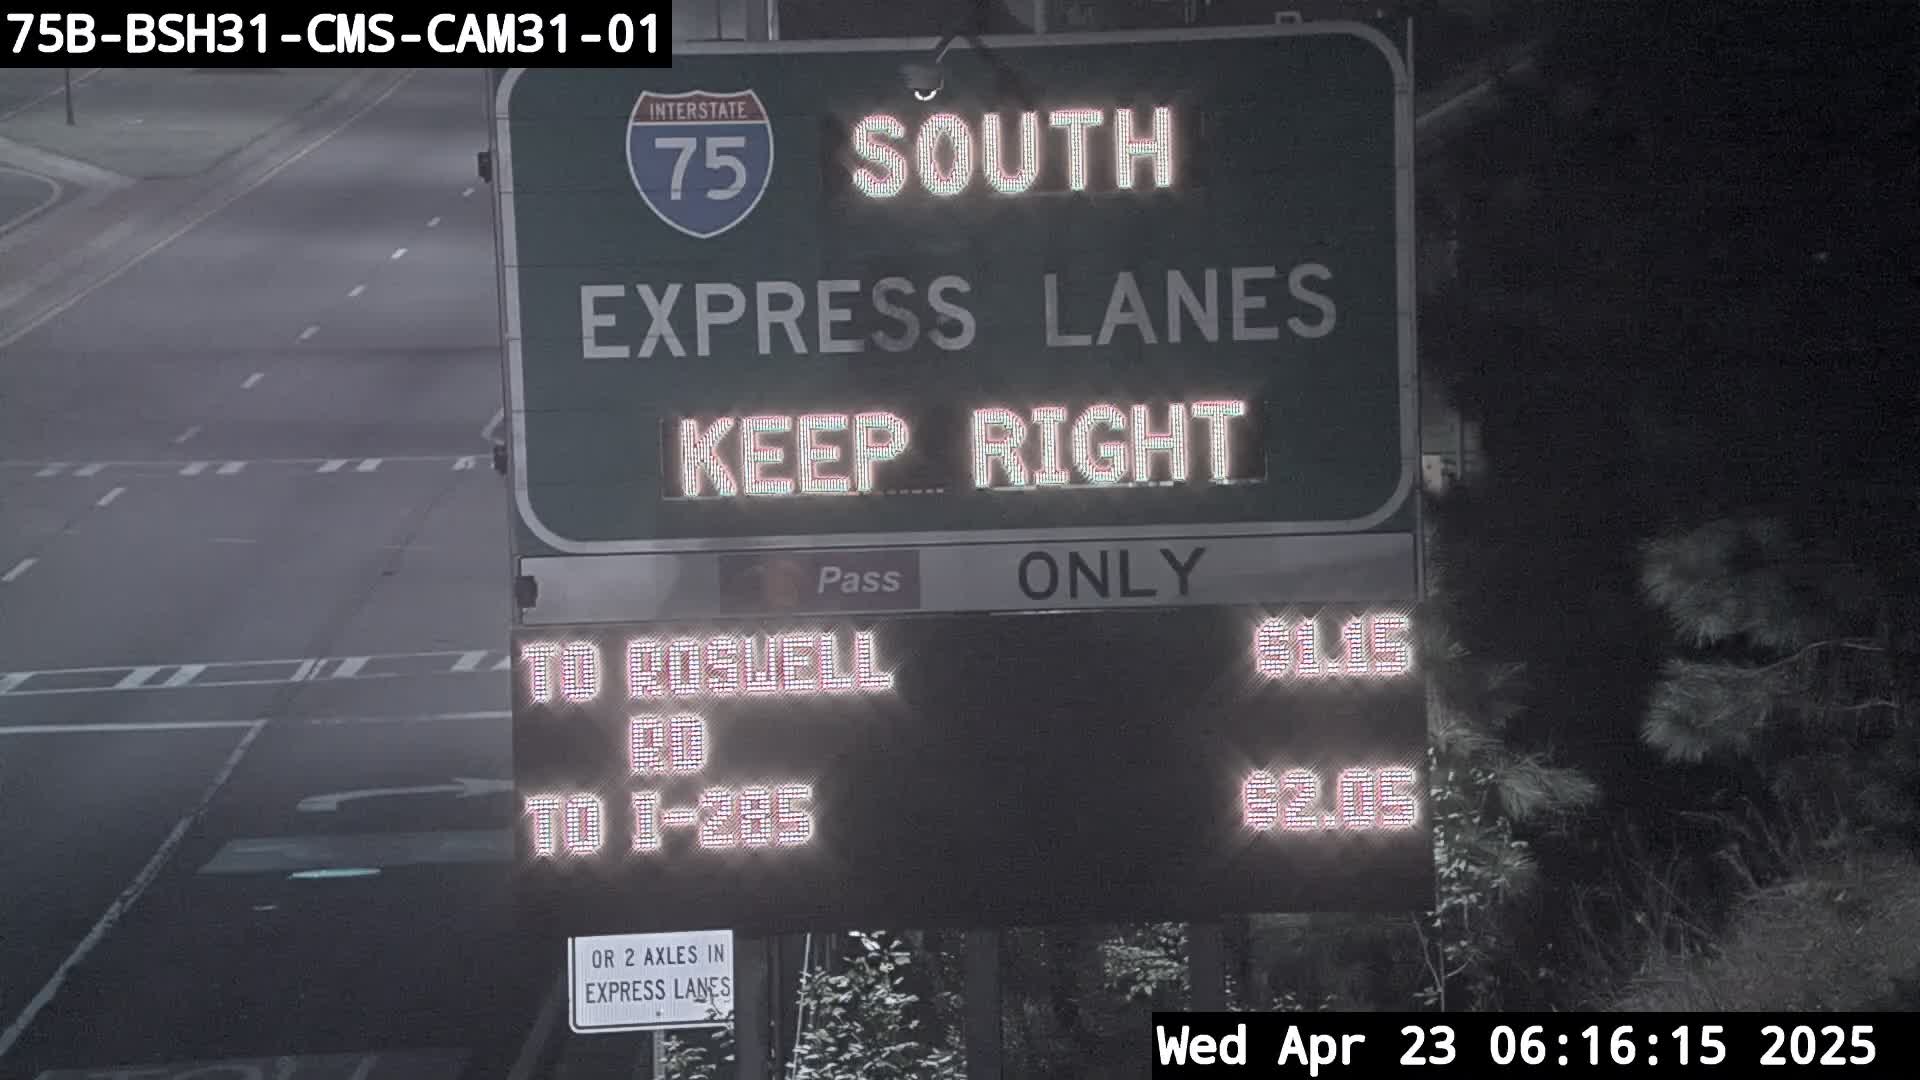 75B-BSH31-CMS-CAM31-01
INTERSTATE
75
SOUTH
EXPRESS LANES
KEEP RIGHT
Pass ONLY
TO ROSWELL $1.15
RD
TO I-285 $2.05
OR 2 AXLES IN
EXPRESS LANES
Wed Apr 23 06:16:15 2025